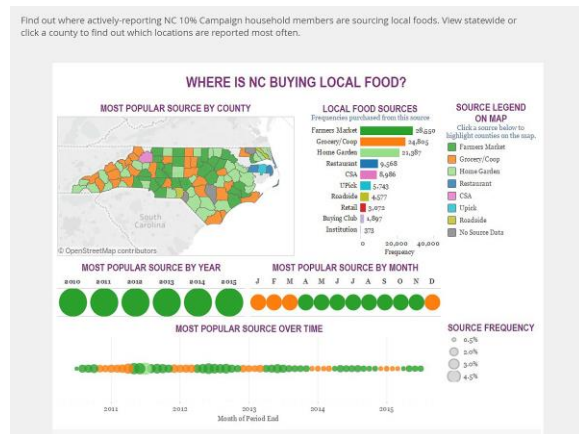 Find out where actively-reporting NC 10% Campaign household members are sourcing local foods. View statewide or
click a county to find out which locations are reported most often.
WHERE IS NC BUYING LOCAL FOOD?
MOST POPULAR SOURCE BY COUNTY
South
Carolina
© OpenStreetMap contributors
LOCAL FOOD SOURCES
Frequencies purchased from this source
Farmers Market 28,550
Grocery/Coop 24,805
Home Garden 21,387
Restaurant 9,568
CSA 8,986
UPick 5,743
Roadside 4,577
Retail 3,072
Buying Club 1,897
Institution 373
0 20,000 40,000
Frequency
SOURCE LEGEND
ON MAP
Click a source below to
highlight counties on the map.
Farmers Market
Grocery/Coop
Home Garden
Restaurant
CSA
Upick
Roadside
No Source Data
MOST POPULAR SOURCE BY YEAR
2010 2011 2012 2013 2014 2015
MOST POPULAR SOURCE BY MONTH
J F M A M J J A S O N D
MOST POPULAR SOURCE OVER TIME
2011 2012 2013 2014 2015
Month of Period End
SOURCE FREQUENCY
0.5%
2.0%
3.0%
4.5%